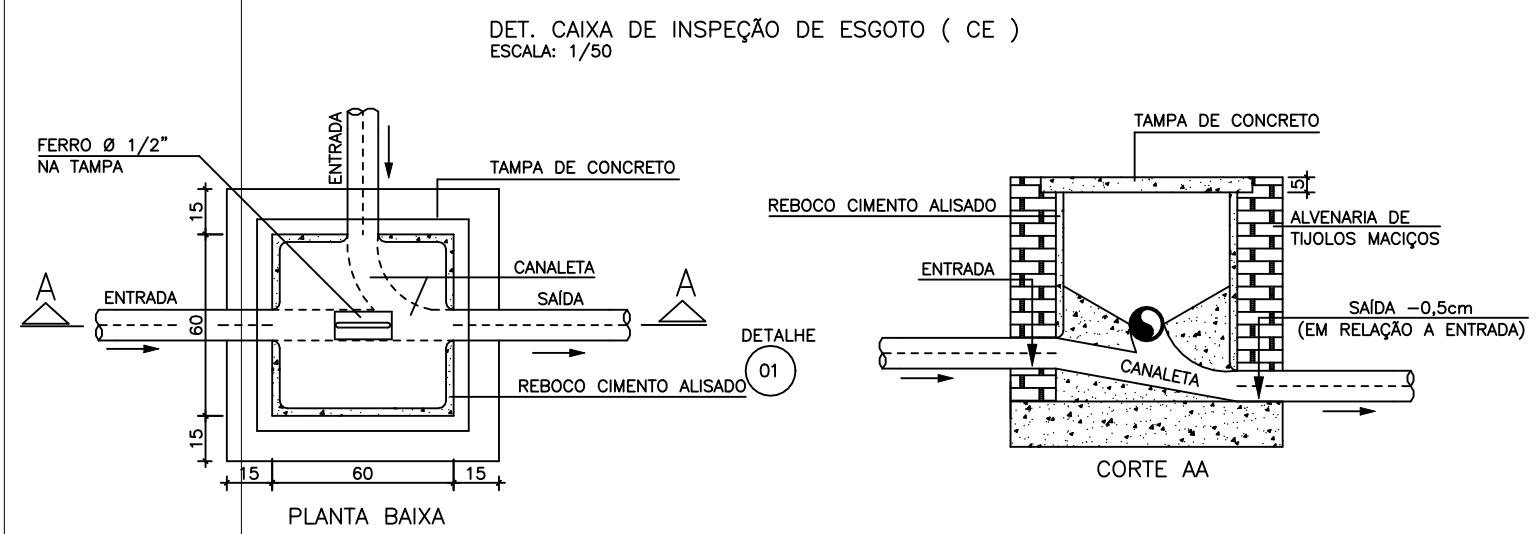 DET. CAIXA DE INSPEÇÃO DE ESGOTO ( CE )
ESCALA: 1/50
FERRO Ø 1/2"
NA TAMPA
ENTRADA
TAMPA DE CONCRETO
15
60
15
A
ENTRADA
CANALETA
SAÍDA
A
REBOCO CIMENTO ALISADO
DETALHE
01
15
60
15
PLANTA BAIXA
TAMPA DE CONCRETO
5
REBOCO CIMENTO ALISADO
ALVENARIA DE
TIJOLOS MACIÇOS
ENTRADA
SAÍDA -0,5cm
(EM RELAÇÃO A ENTRADA)
CANALETA
CORTE AA